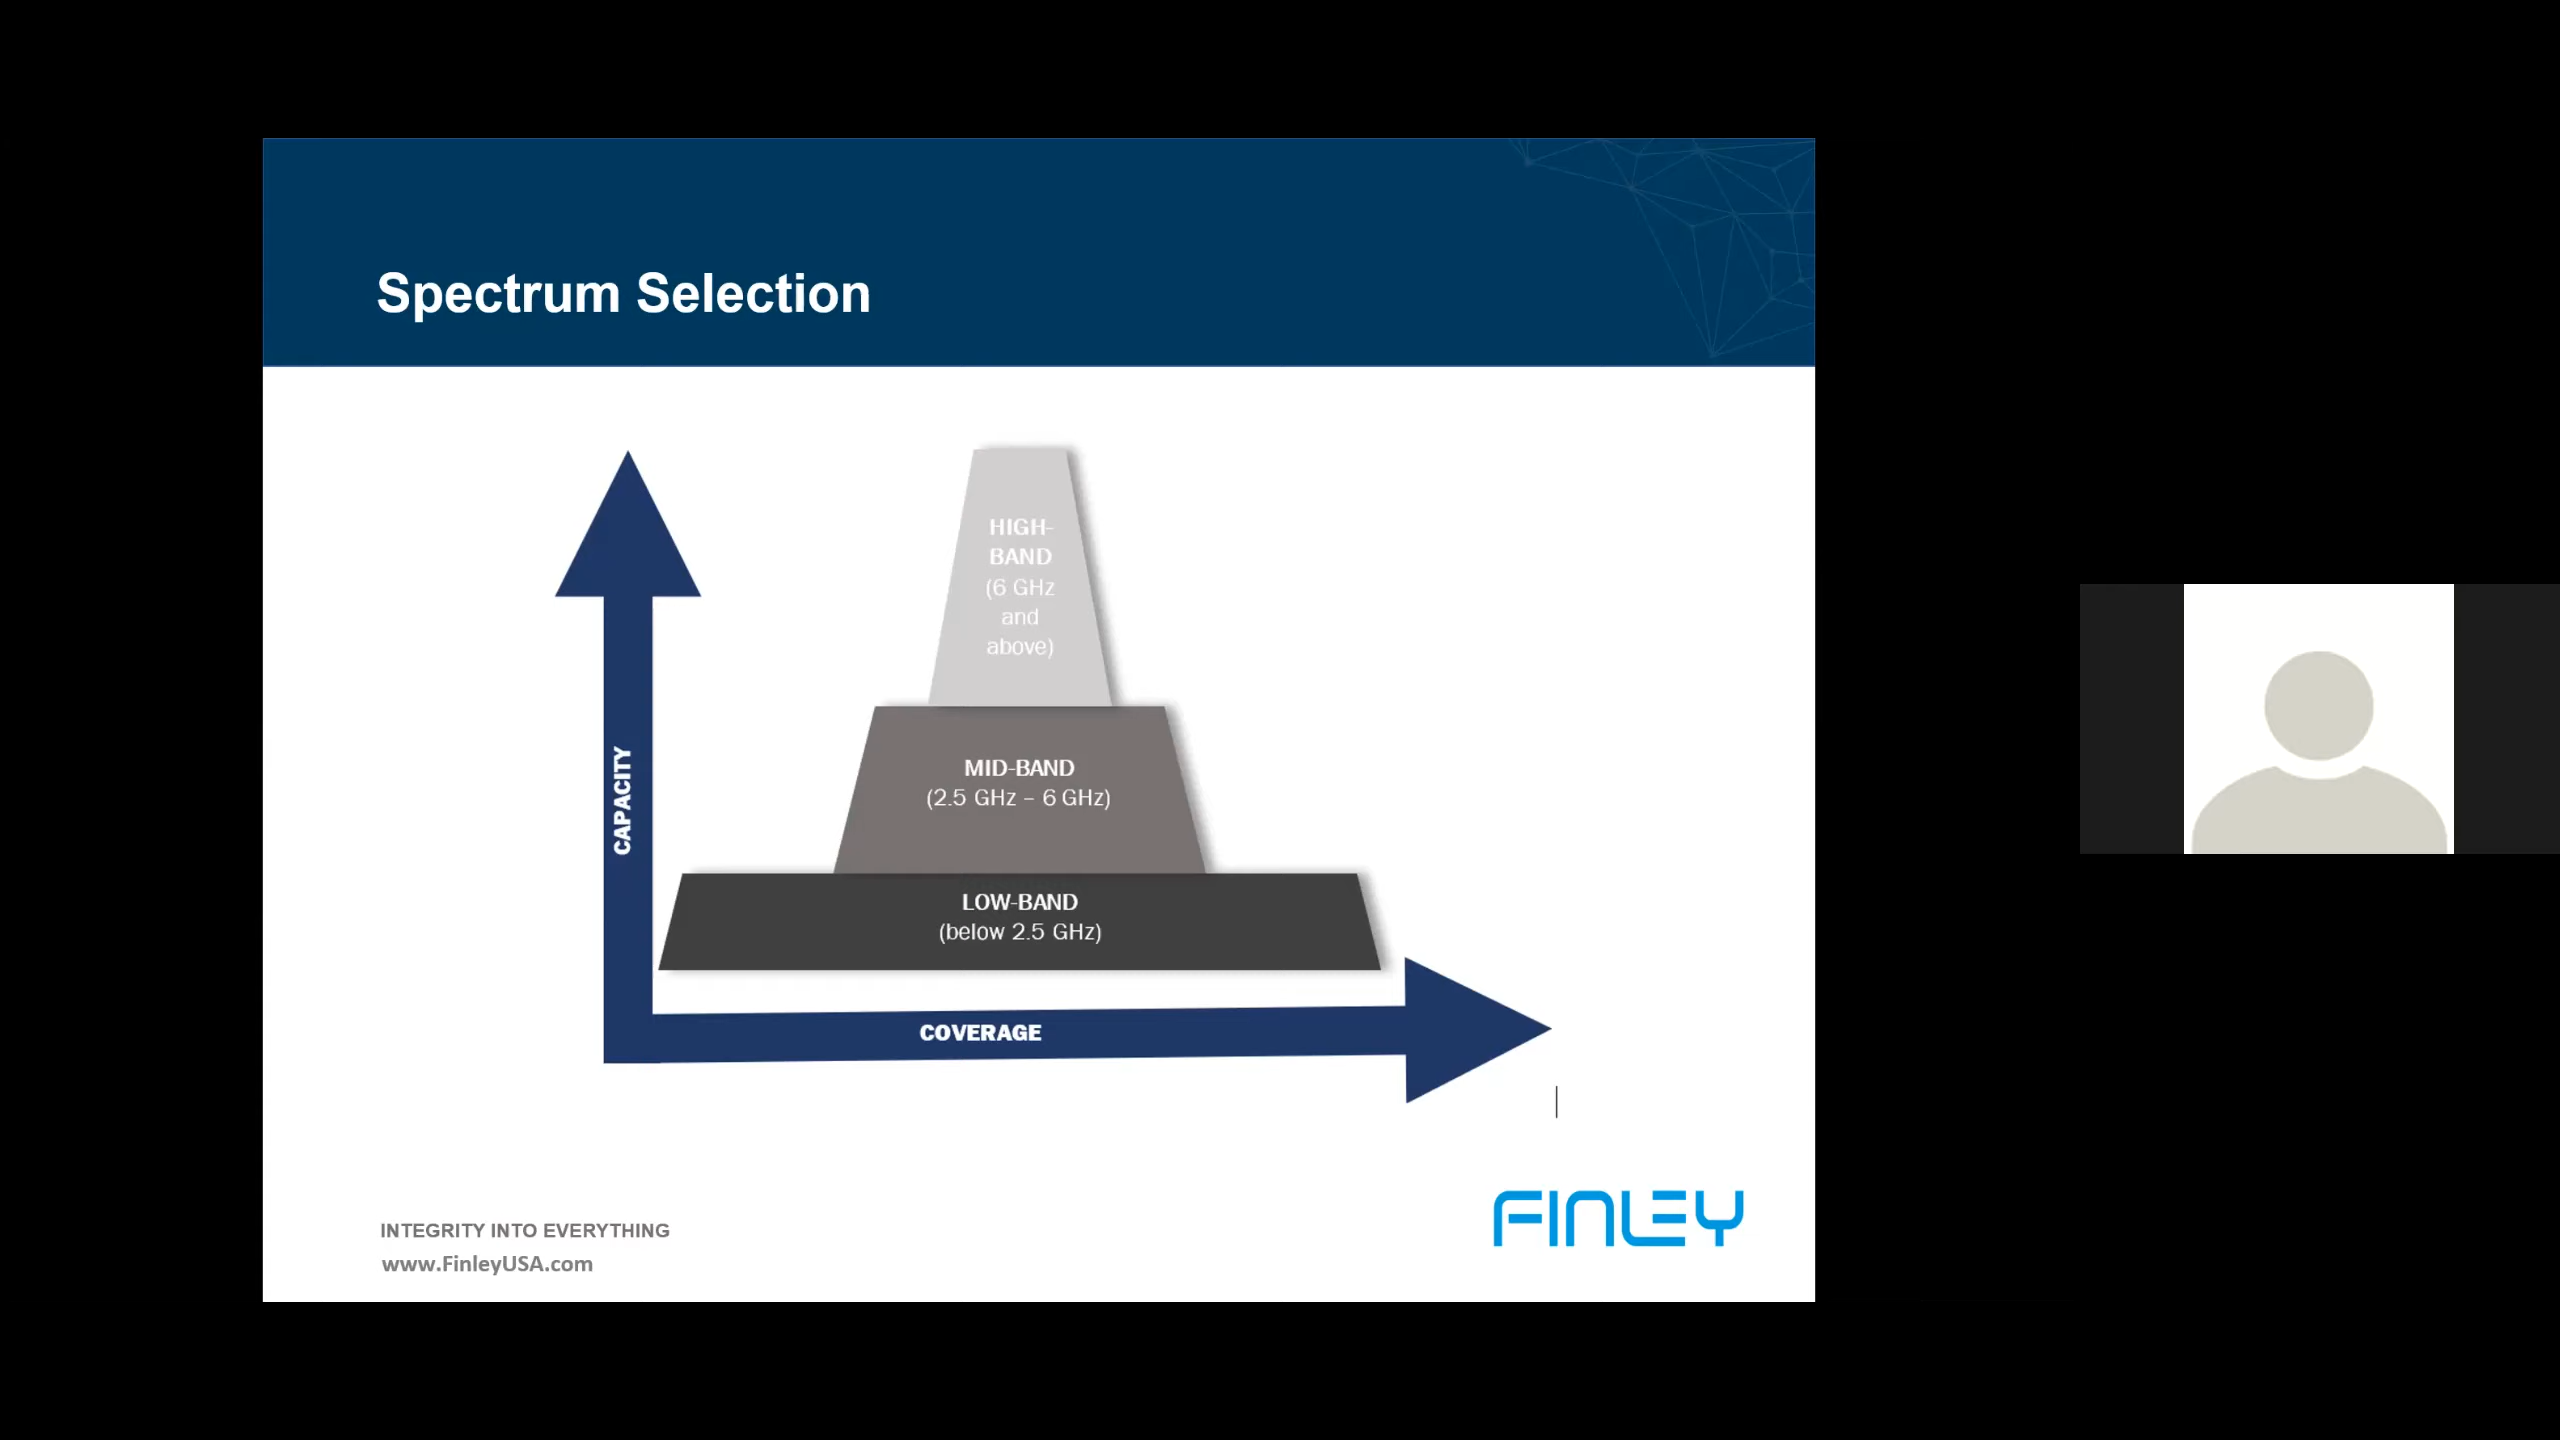 Spectrum Selection
HIGH-
BAND
(6 GHz
and
above)
CAPACITY
MID-BAND
(2.5 GHz – 6 GHz)
LOW-BAND
(below 2.5 GHz)
COVERAGE
FINLEY
INTEGRITY INTO EVERYTHING
www.FinleyUSA.com